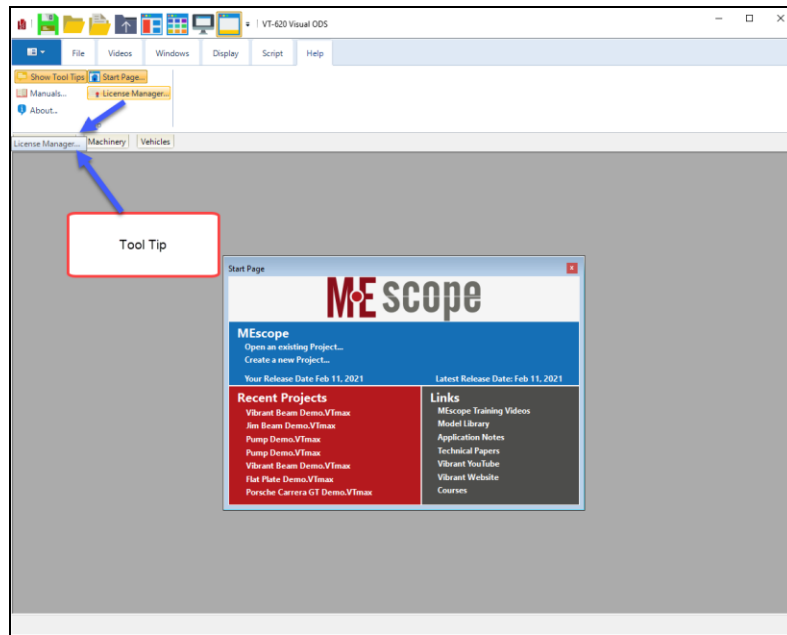 VT-620 Visual ODS
File Videos Windows Display Script Help
Show Tool Tips Start Page...
Manuals... License Manager...
About...
License Manager... Machinery Vehicles
Tool Tip
Start Page
MEscope
MEscope
Open an existing Project...
Create a new Project...
Your Release Date Feb 11, 2021 Latest Release Date: Feb 11, 2021
Recent Projects
Vibrant Beam Demo.VTmax
Jim Beam Demo.VTmax
Pump Demo.VTmax
Pump Demo.VTmax
Vibrant Beam Demo.VTmax
Flat Plate Demo.VTmax
Porsche Carrera GT Demo.VTmax
Links
MEscope Training Videos
Model Library
Application Notes
Technical Papers
Vibrant YouTube
Vibrant Website
Courses